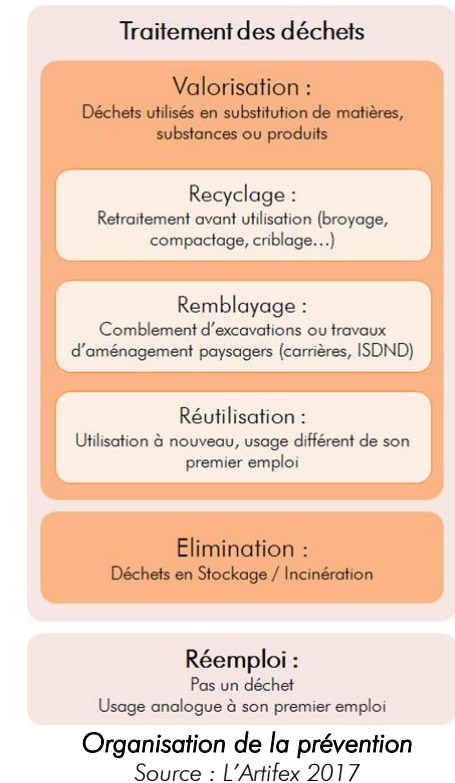 Traitement des déchets
Valorisation :
Déchets utilisés en substitution de matières,
substances ou produits
Recyclage :
Retraitement avant utilisation (broyage,
compactage, criblage…)
Remblayage :
Comblement d'excavations ou travaux
d'aménagement paysagers (carrières, ISDND)
Réutilisation :
Utilisation à nouveau, usage différent de son
premier emploi
Elimination :
Déchets en Stockage / Incinération
Réemploi :
Pas un déchet
Usage analogue à son premier emploi
Organisation de la prévention
Source : L'Artifex 2017